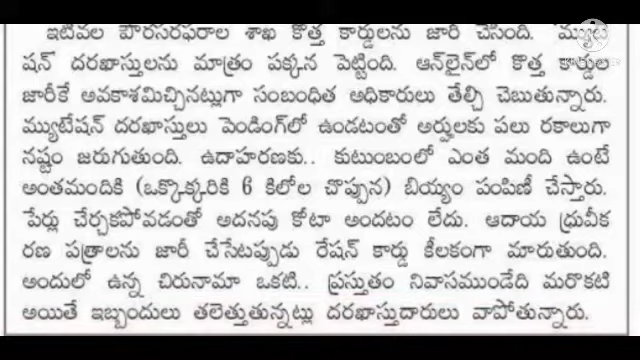 ఇటీవల పౌరసరఫరాల శాఖ కొత్త కార్డులను జారీ చేసింది. మ్యుటే
షన్ దరఖాస్తులను మాత్రం పక్కన పెట్టింది. ఆన్‌లైన్‌లో కొత్త కార్డుల
జారీకే అవకాశమిచ్చినట్లుగా సంబంధిత అధికారులు తేల్చి చెబుతున్నారు.
మ్యుటేషన్ దరఖాస్తులు పెండింగ్‌లో ఉండటంతో అర్హులకు పలు రకాలుగా
నష్టం జరుగుతుంది. ఉదాహరణకు.. కుటుంబంలో ఎంత మంది ఉంటే
అంతమందికి (ఒక్కొక్కరికి 6 కిలోల చొప్పున) బియ్యం పంపిణీ చేస్తారు.
పేర్లు చేర్చకపోవడంతో అదనపు కోటా అందటం లేదు. ఆదాయ ధ్రువీక
రణ పత్రాలను జారీ చేసేటప్పుడు రేషన్ కార్డు కీలకంగా మారుతుంది.
అందులో ఉన్న చిరునామా ఒకటి.. ప్రస్తుతం నివాసముండేది మరొకటి
అయితే ఇబ్బందులు తలెత్తుతున్నట్లు దరఖాస్తుదారులు వాపోతున్నారు.